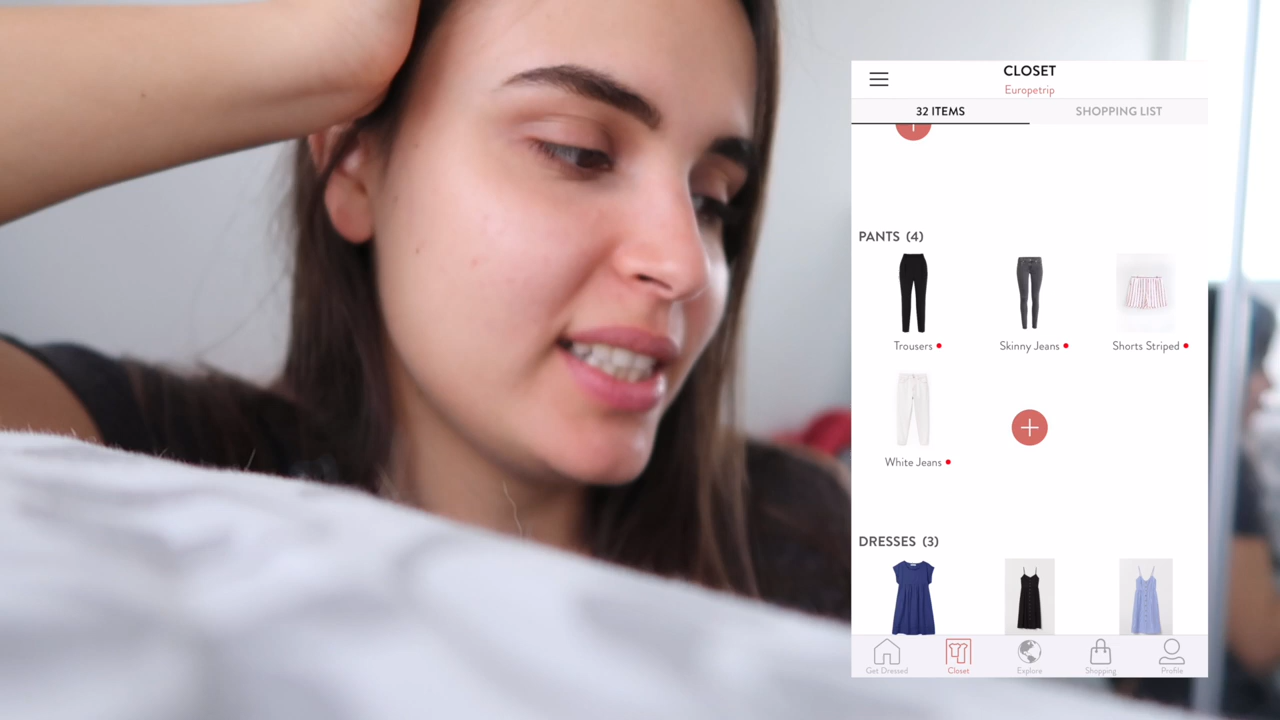 CLOSET
Europetrip
32 ITEMS
SHOPPING LIST
PANTS (4)
Trousers
Skinny Jeans
Shorts Striped
White Jeans
DRESSES (3)
Get Dressed
Closet
Explore
Shopping
Profile